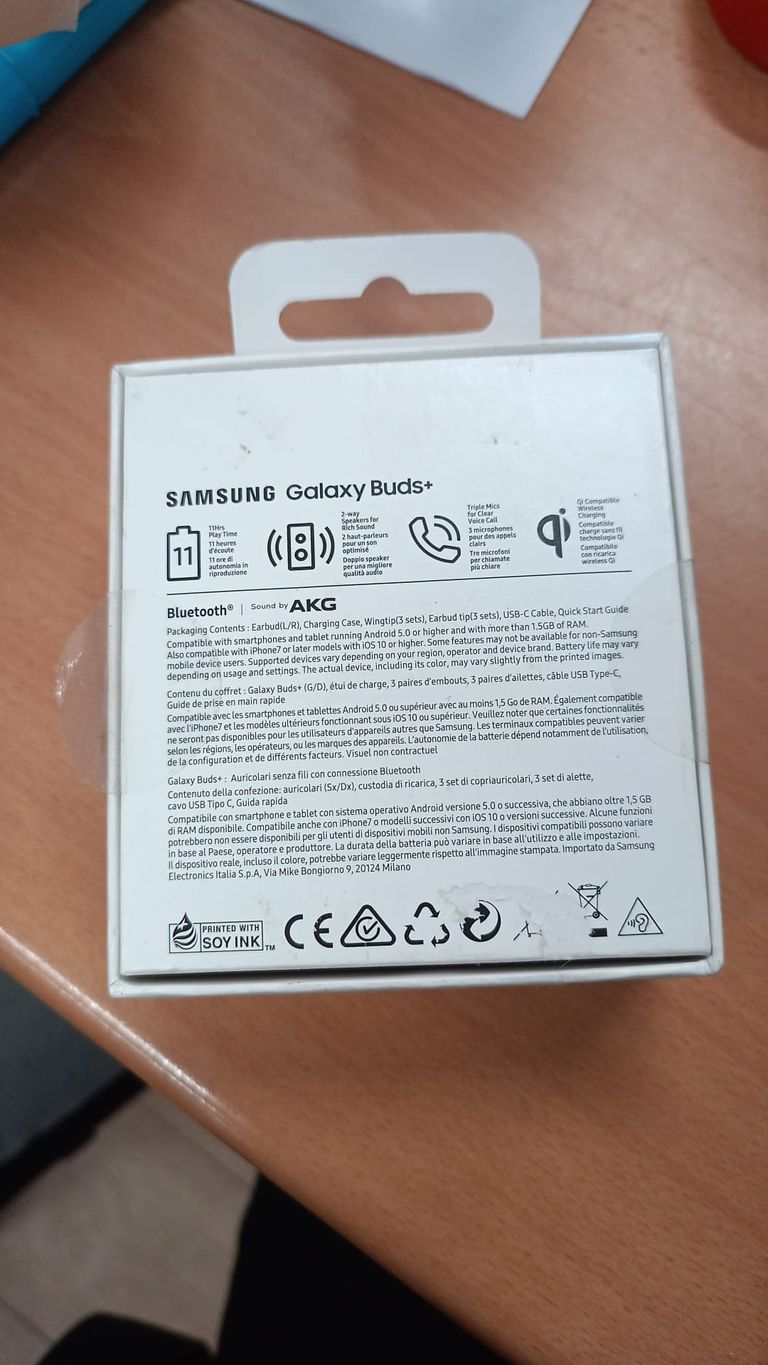 SAMSUNG Galaxy Buds+
11
11Hrs
Play Time
11 heures
d'écoute
11 ore di
autonomia in
riproduzione
2-way
Speakers for
Rich Sound
2 haut-parleurs
pour un son
optimisé
Doppio speaker
per una migliore
qualità audio
Triple Mics
for Clear
Voice Call
3 microphones
pour des appels
clairs
Tre microfoni
per chiamate
più chiare
qi
Qi Compatible
Wireless
Charging
Compatible
charge sans fil
technologie Qi
Compatibile
con ricarica
wireless Qi
Bluetooth® | Sound by AKG
Packaging Contents : Earbud(L/R), Charging Case, Wingtip(3 sets), Earbud tip(3 sets), USB-C Cable, Quick Start Guide
Compatible with smartphones and tablet running Android 5.0 or higher and with more than 1.5GB of RAM.
Also compatible with iPhone7 or later models with iOS 10 or higher. Some features may not be available for non-Samsung
mobile device users. Supported devices vary depending on your region, operator and device brand. Battery life may vary
depending on usage and settings. The actual device, including its color, may vary slightly from the printed images.
Contenu du coffret : Galaxy Buds+ (G/D), étui de charge, 3 paires d'embouts, 3 paires d'ailettes, câble USB Type-C,
Guide de prise en main rapide
Compatible avec les smartphones et tablettes Android 5.0 ou supérieur avec au moins 1,5 Go de RAM. Également compatible
avec l'iPhone7 et les modèles ultérieurs fonctionnant sous iOS 10 ou supérieur. Veuillez noter que certaines fonctionnalités
ne seront pas disponibles pour les utilisateurs d'appareils autres que Samsung. Les terminaux compatibles peuvent varier
selon les régions, les opérateurs, ou les marques des appareils. L'autonomie de la batterie dépend notamment de l'utilisation,
de la configuration et de différents facteurs. Visuel non contractuel
Galaxy Buds+ : Auricolari senza fili con connessione Bluetooth
Contenuto della confezione: auricolari (Sx/Dx), custodia di ricarica, 3 set di copriauricolari, 3 set di alette,
cavo USB Tipo C, Guida rapida
Compatibile con smartphone e tablet con sistema operativo Android versione 5.0 o successiva, che abbiano oltre 1,5 GB
di RAM disponibile. Compatibile anche con iPhone7 o modelli successivi con iOS 10 o versioni successive. Alcune funzioni
potrebbero non essere disponibili per gli utenti di dispositivi mobili non Samsung. I dispositivi compatibili possono variare
in base al Paese, operatore e produttore. La durata della batteria può variare in base all'utilizzo e alle impostazioni.
Il dispositivo reale, incluso il colore, potrebbe variare leggermente rispetto all'immagine stampata. Importato da Samsung
Electronics Italia S.p.A, Via Mike Bongiorno 9, 20124 Milano
PRINTED WITH
SOY INK TM
CE